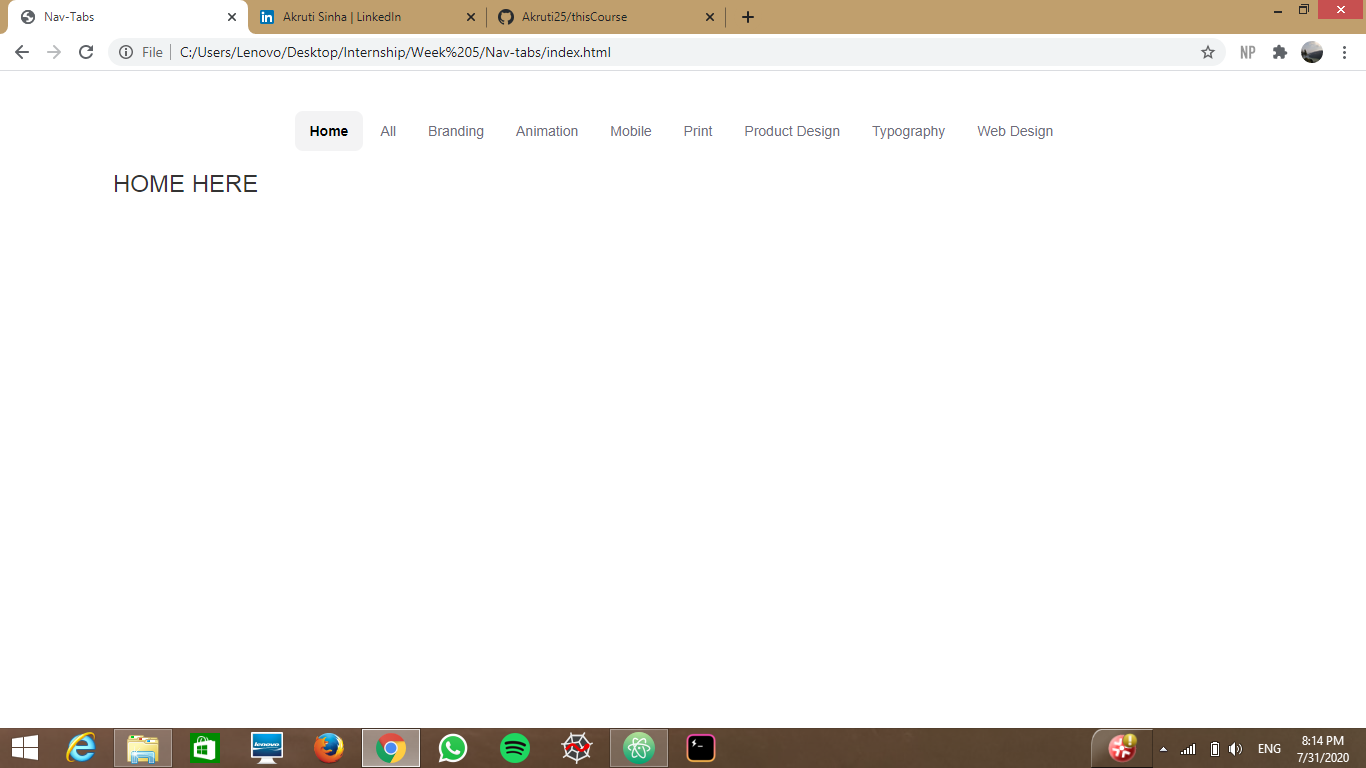 Nav-Tabs
Akruti Sinha | LinkedIn
Akruti25/thisCourse
File
C:/Users/Lenovo/Desktop/Internship/Week%205/Nav-tabs/index.html
NP
Home All Branding Animation Mobile Print Product Design Typography Web Design
HOME HERE
lenovo
ENG
8:14 PM
7/31/2020